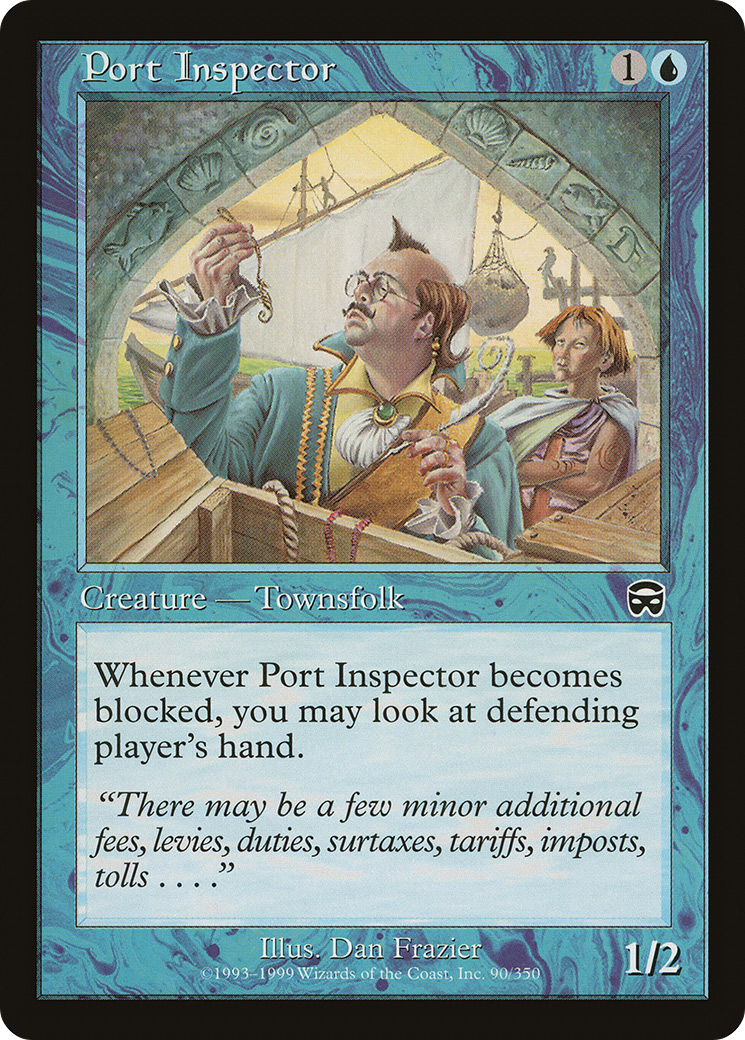 Port Inspector
1
Creature — Townsfolk
Whenever Port Inspector becomes
blocked, you may look at defending
player's hand.
“There may be a few minor additional
fees, levies, duties, surtaxes, tariffs, imposts,
tolls . . . .”
Illus. Dan Frazier
©1993–1999 Wizards of the Coast, Inc. 90/350
1/2